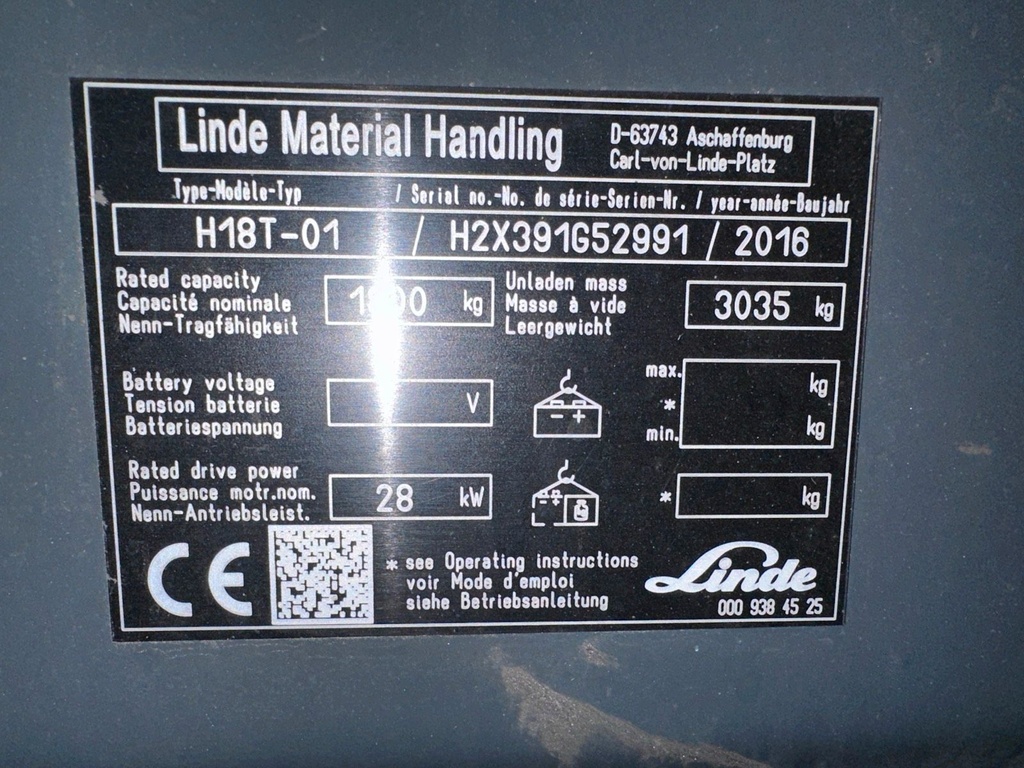 Linde Material Handling
D-63743 Aschaffenburg
Carl-von-Linde-Platz
Type-Modèle-Typ / Serial no.-No. de série-Serien-Nr. / year-année-Baujahr
H18T-01 / H2X391G52991 / 2016
Rated capacity
Capacité nominale
Nenn-Tragfähigkeit
kg
Unladen mass
Masse à vide
Leergewicht
3035 kg
Battery voltage
Tension batterie
Batteriespannung
V
- +
max. kg
*
min. kg
Rated drive power
Puissance motr.nom.
Nenn-Antriebsleist.
28 kW
- +
* kg
CE
* see Operating instructions
voir Mode d'emploi
siehe Betriebsanleitung
Linde
000 938 45 25